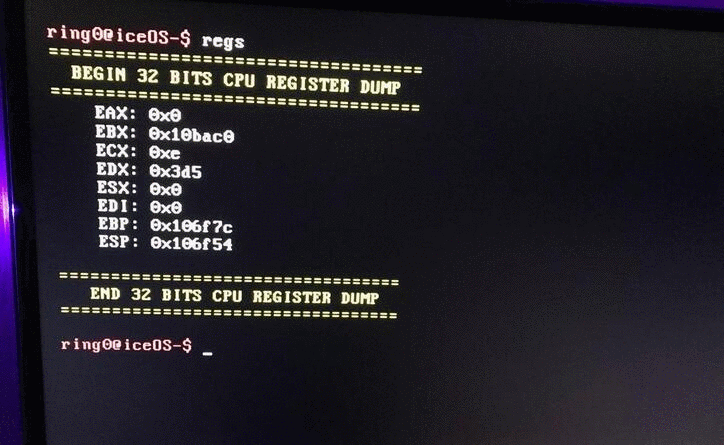 ring0@iceOS-$ regs
==================================
BEGIN 32 BITS CPU REGISTER DUMP
==================================
EAX: 0x0
EBX: 0x10bac0
ECX: 0xe
EDX: 0x3d5
ESX: 0x0
EDI: 0x0
EBP: 0x106f7c
ESP: 0x106f54
==================================
END 32 BITS CPU REGISTER DUMP
==================================
ring0@iceOS-$ _